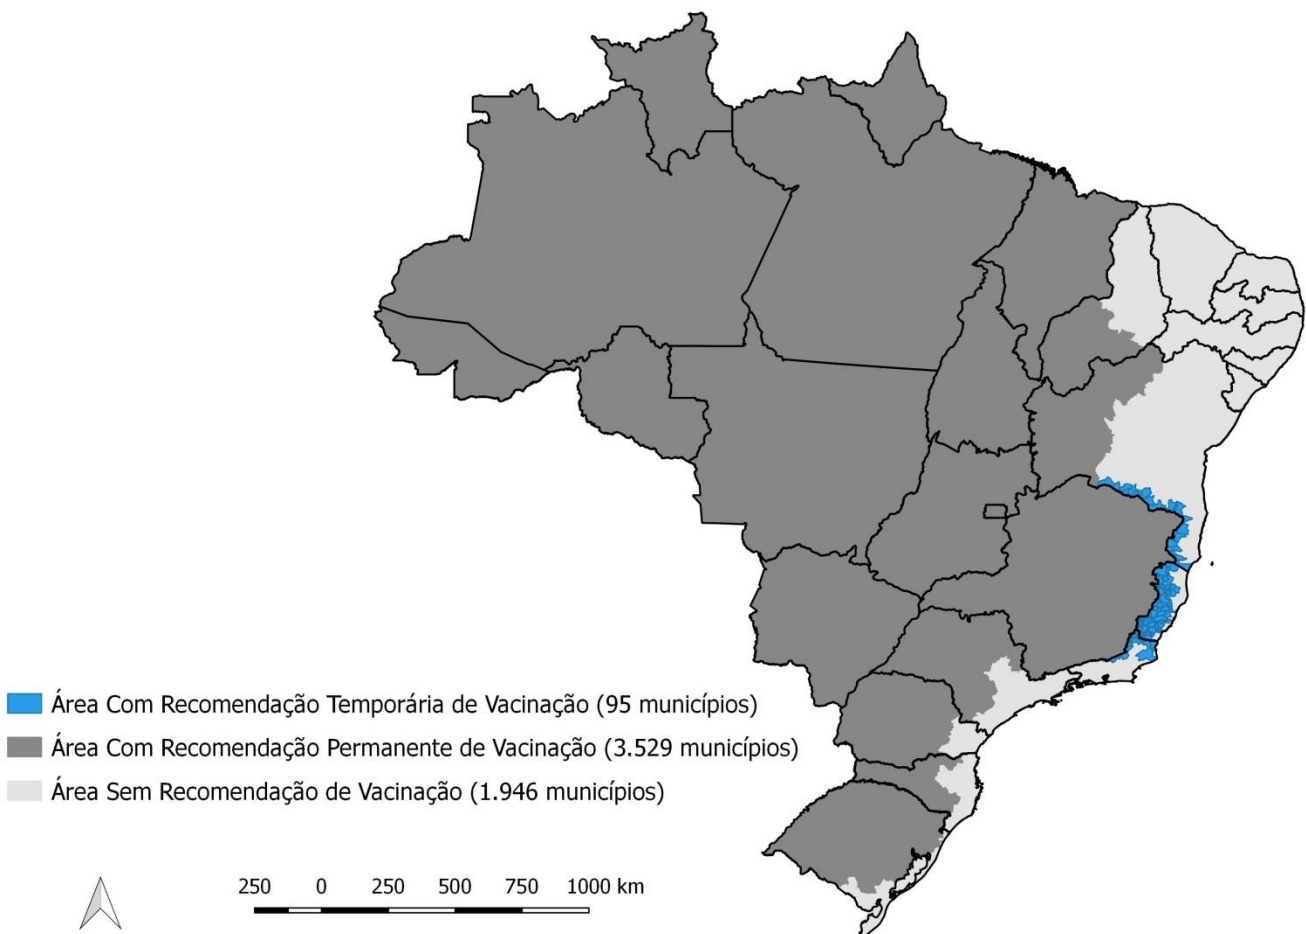 Área Com Recomendação Temporária de Vacinação (95 municípios)
Área Com Recomendação Permanente de Vacinação (3.529 municípios)
Área Sem Recomendação de Vacinação (1.946 municípios)
250 0 250 500 750 1000 km